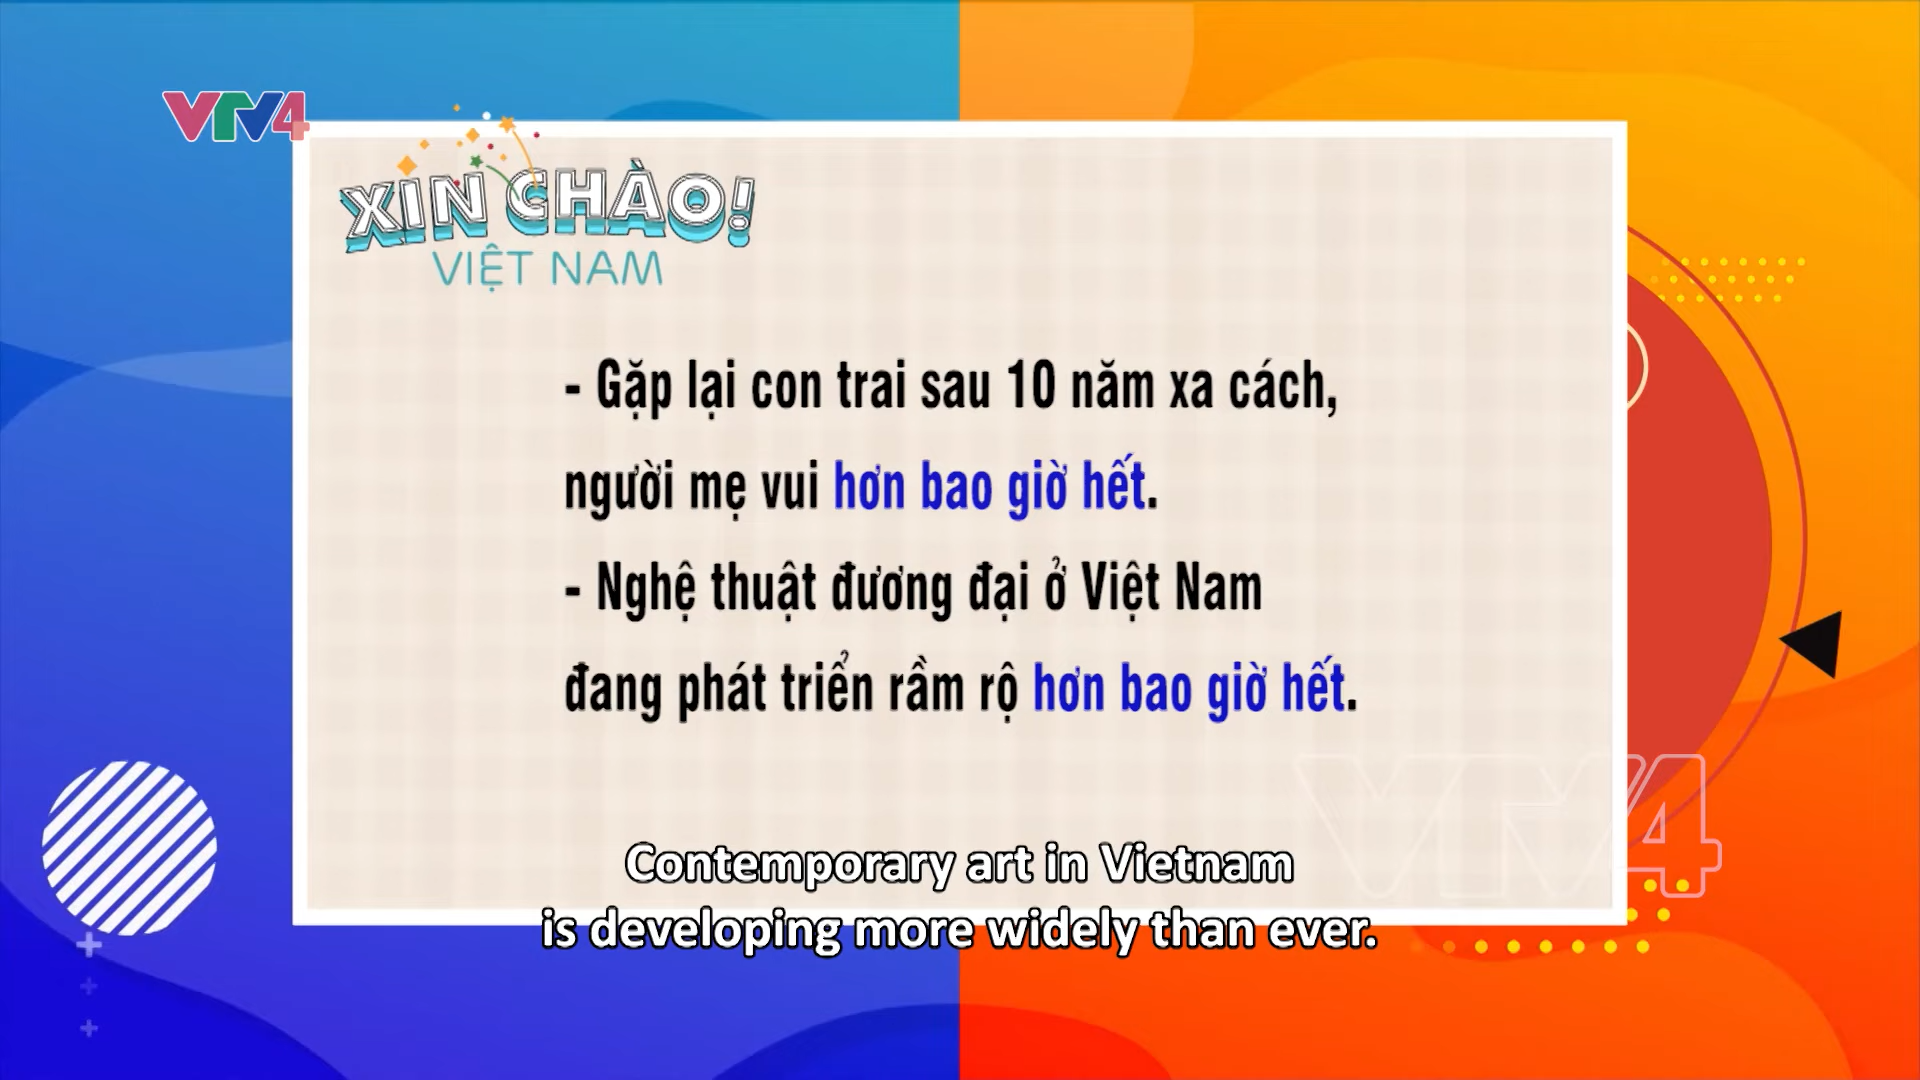 VTV4
XIN CHÀO!
VIỆT NAM
- Gặp lại con trai sau 10 năm xa cách,
người mẹ vui hơn bao giờ hết.
- Nghệ thuật đương đại ở Việt Nam
đang phát triển rầm rộ hơn bao giờ hết.
VTV4
Contemporary art in Vietnam
is developing more widely than ever.